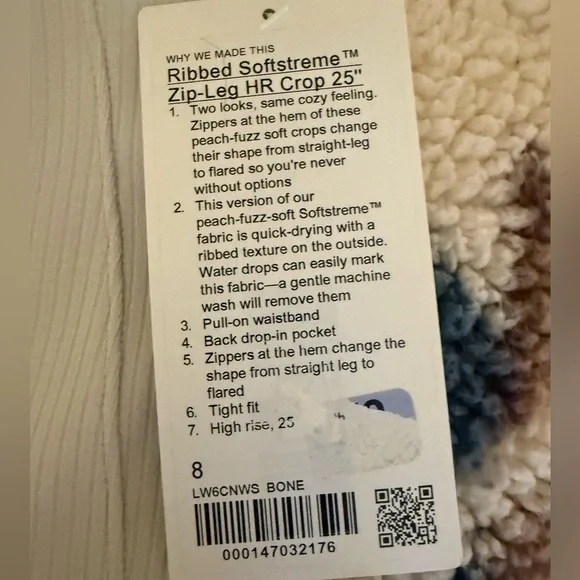 WHY WE MADE THIS
Ribbed Softstreme™
Zip-Leg HR Crop 25"
1. Two looks, same cozy feeling.
Zippers at the hem of these
peach-fuzz soft crops change
their shape from straight-leg
to flared so you're never
without options
2. This version of our
peach-fuzz-soft Softstreme™
fabric is quick-drying with a
ribbed texture on the outside.
Water drops can easily mark
this fabric—a gentle machine
wash will remove them
3. Pull-on waistband
4. Back drop-in pocket
5. Zippers at the hem change the
shape from straight leg to
flared
6. Tight fit
7. High rise, 25
8
LW6CNWS BONE
000147032176